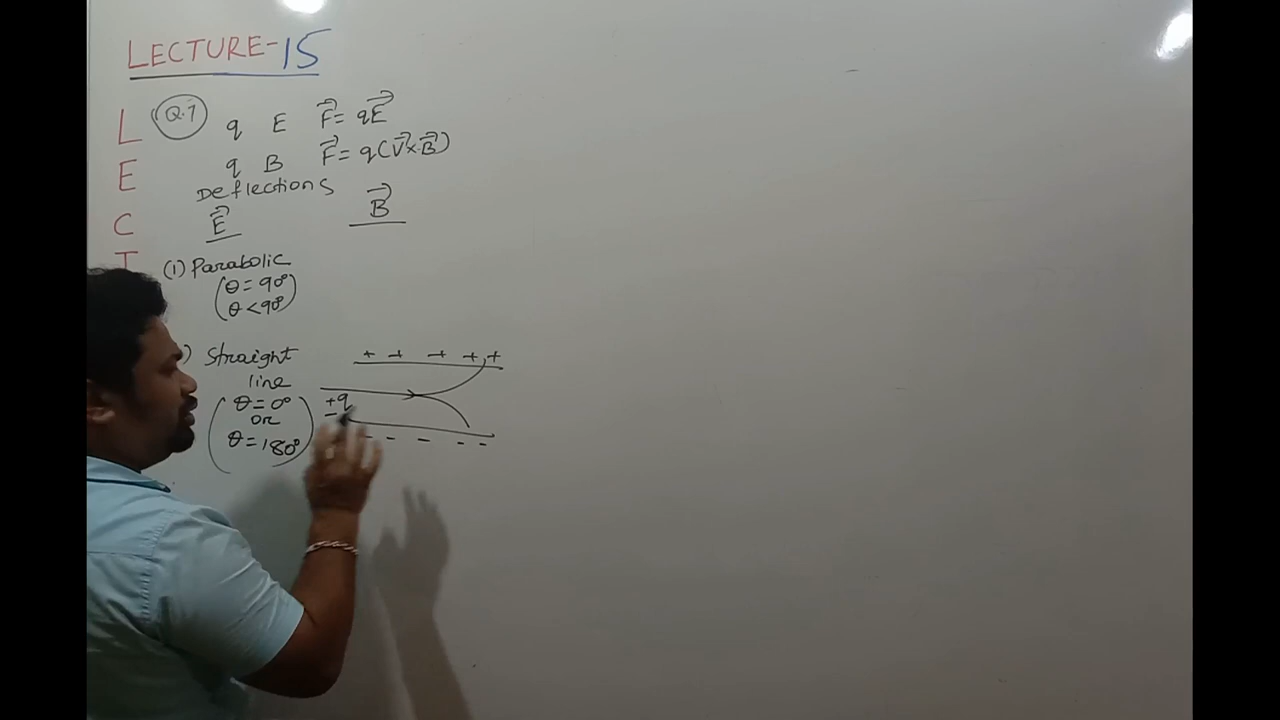 LECTURE-15
L
E
C
T
Q.1
q E F⃗ = qE⃗
q B F⃗ = q(V⃗×B⃗)
Deflections
E⃗ B⃗
(1) Parabolic
(θ = 90°
θ < 90°)
) Straight
line
(θ = 0°
OR
θ = 180°)
+ + + + +
+q
−
− − − −